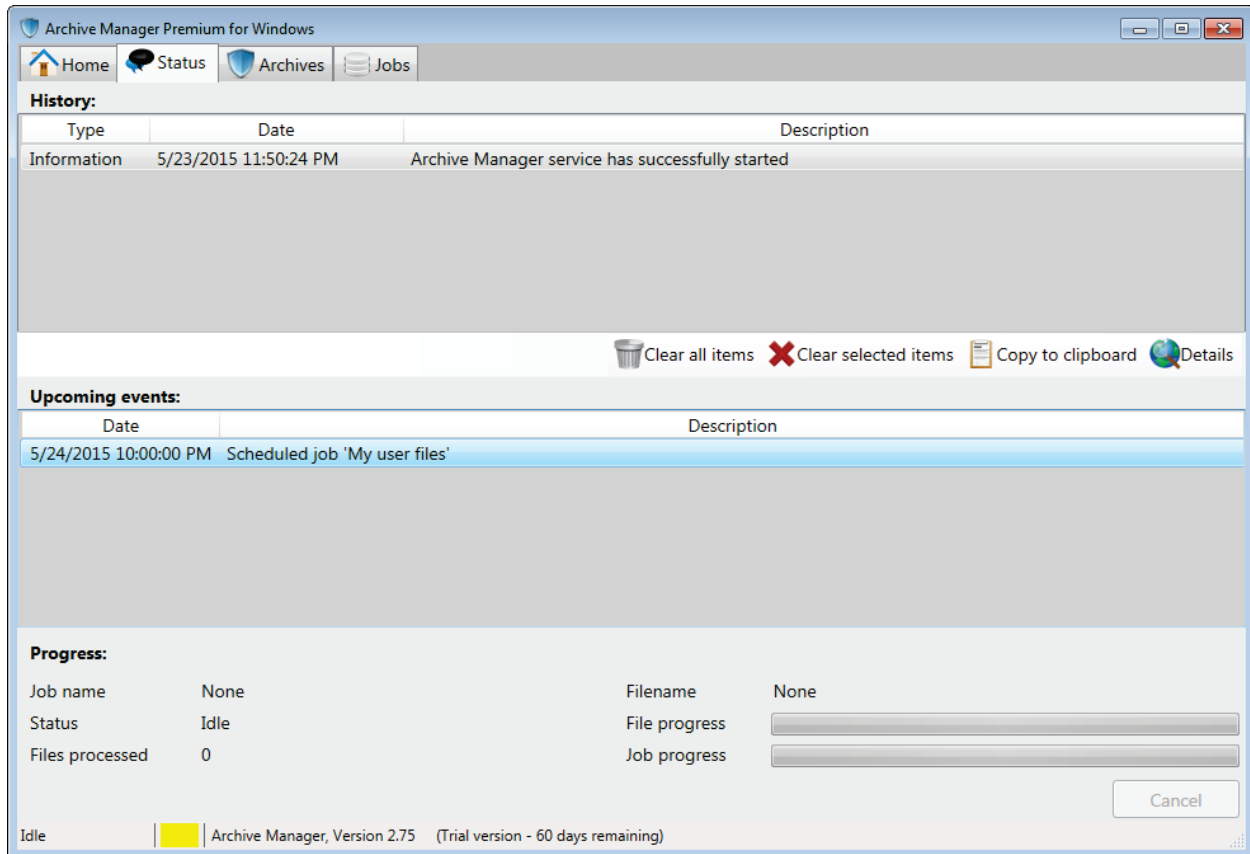 Archive Manager Premium for Windows
Home Status Archives Jobs
History:
Type Date Description
Information 5/23/2015 11:50:24 PM Archive Manager service has successfully started
Clear all items Clear selected items Copy to clipboard Details
Upcoming events:
Date Description
5/24/2015 10:00:00 PM Scheduled job 'My user files'
Progress:
Job name None Filename None
Status Idle File progress
Files processed 0 Job progress
Cancel
Idle Archive Manager, Version 2.75 (Trial version - 60 days remaining)